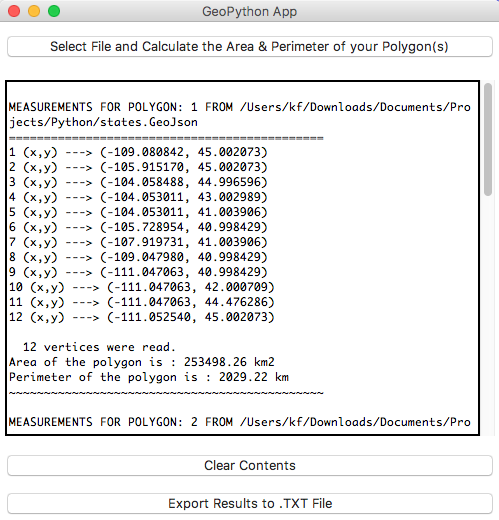 GeoPython App
Select File and Calculate the Area & Perimeter of your Polygon(s)
MEASUREMENTS FOR POLYGON: 1 FROM /Users/kf/Downloads/Documents/Pro
jects/Python/states.GeoJson
=============================================
1 (x,y) ---> (-109.080842, 45.002073)
2 (x,y) ---> (-105.915170, 45.002073)
3 (x,y) ---> (-104.058488, 44.996596)
4 (x,y) ---> (-104.053011, 43.002989)
5 (x,y) ---> (-104.053011, 41.003906)
6 (x,y) ---> (-105.728954, 40.998429)
7 (x,y) ---> (-107.919731, 41.003906)
8 (x,y) ---> (-109.047980, 40.998429)
9 (x,y) ---> (-111.047063, 40.998429)
10 (x,y) ---> (-111.047063, 42.000709)
11 (x,y) ---> (-111.047063, 44.476286)
12 (x,y) ---> (-111.052540, 45.002073)
12 vertices were read.
Area of the polygon is : 253498.26 km2
Perimeter of the polygon is : 2029.22 km
~~~~~~~~~~~~~~~~~~~~~~~~~~~~~~~~~~~~~~~~~~~~~
MEASUREMENTS FOR POLYGON: 2 FROM /Users/kf/Downloads/Documents/Pro
Clear Contents
Export Results to .TXT File